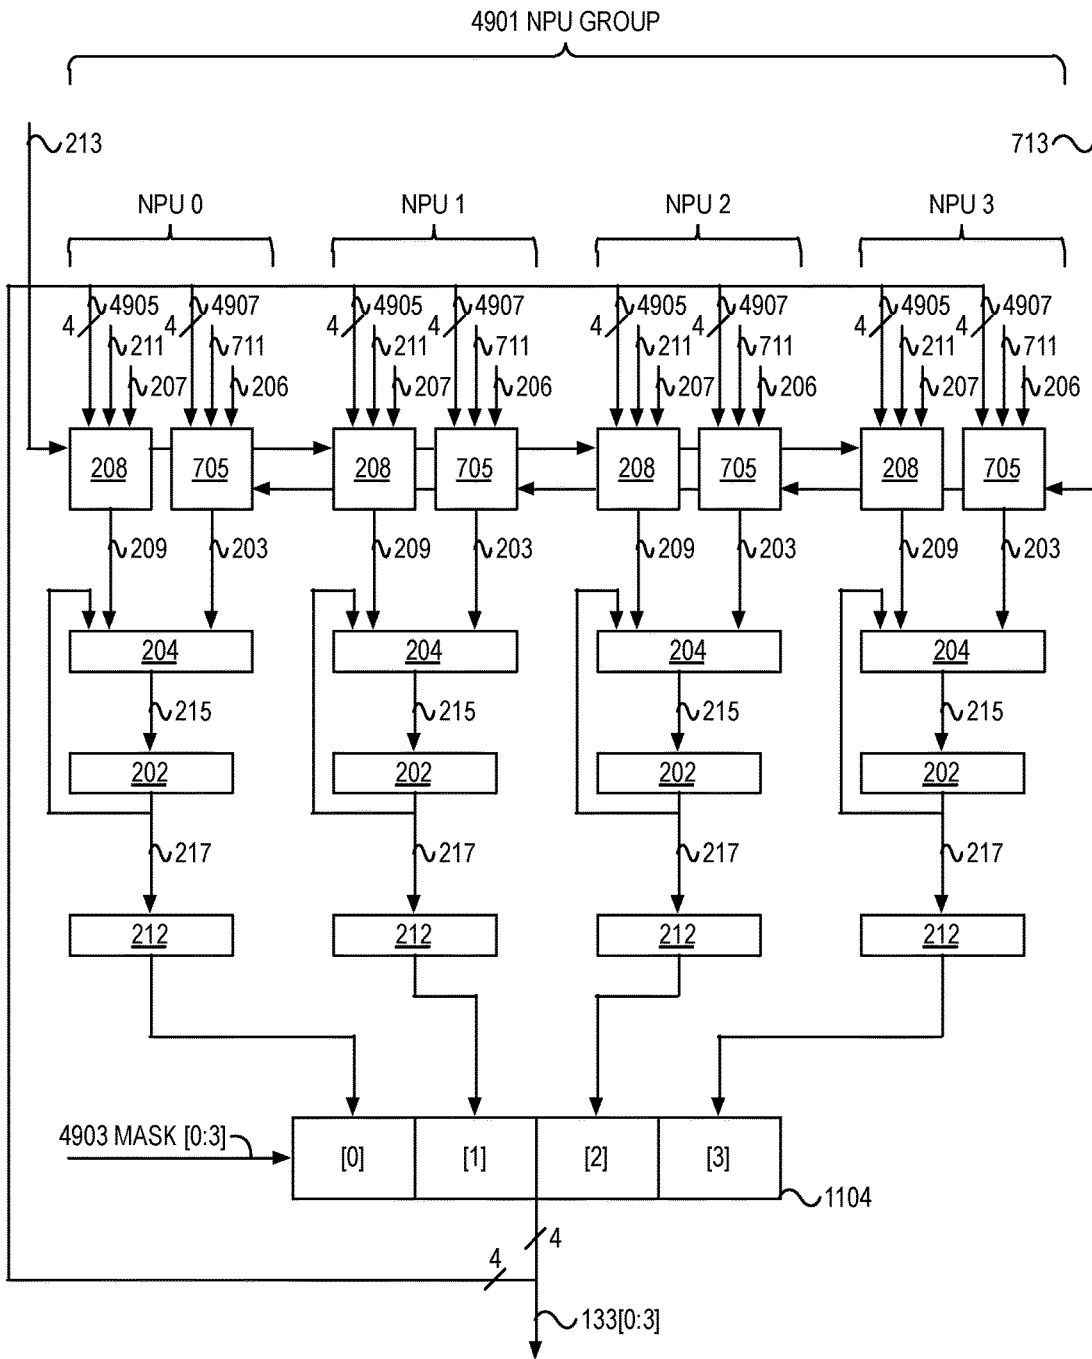 4901 NPU GROUP
213 713
NPU 0 NPU 1 NPU 2 NPU 3
4905 4907 4905 4907 4905 4907 4905 4907
4 4 4 4 4 4 4 4
211 711 211 711 211 711 211 711
207 206 207 206 207 206 207 206
208 705 208 705 208 705 208 705
209 203 209 203 209 203 209 203
204 204 204 204
215 215 215 215
202 202 202 202
217 217 217 217
212 212 212 212
4903 MASK [0:3]
[0] [1] [2] [3]
1104
4
4
133[0:3]